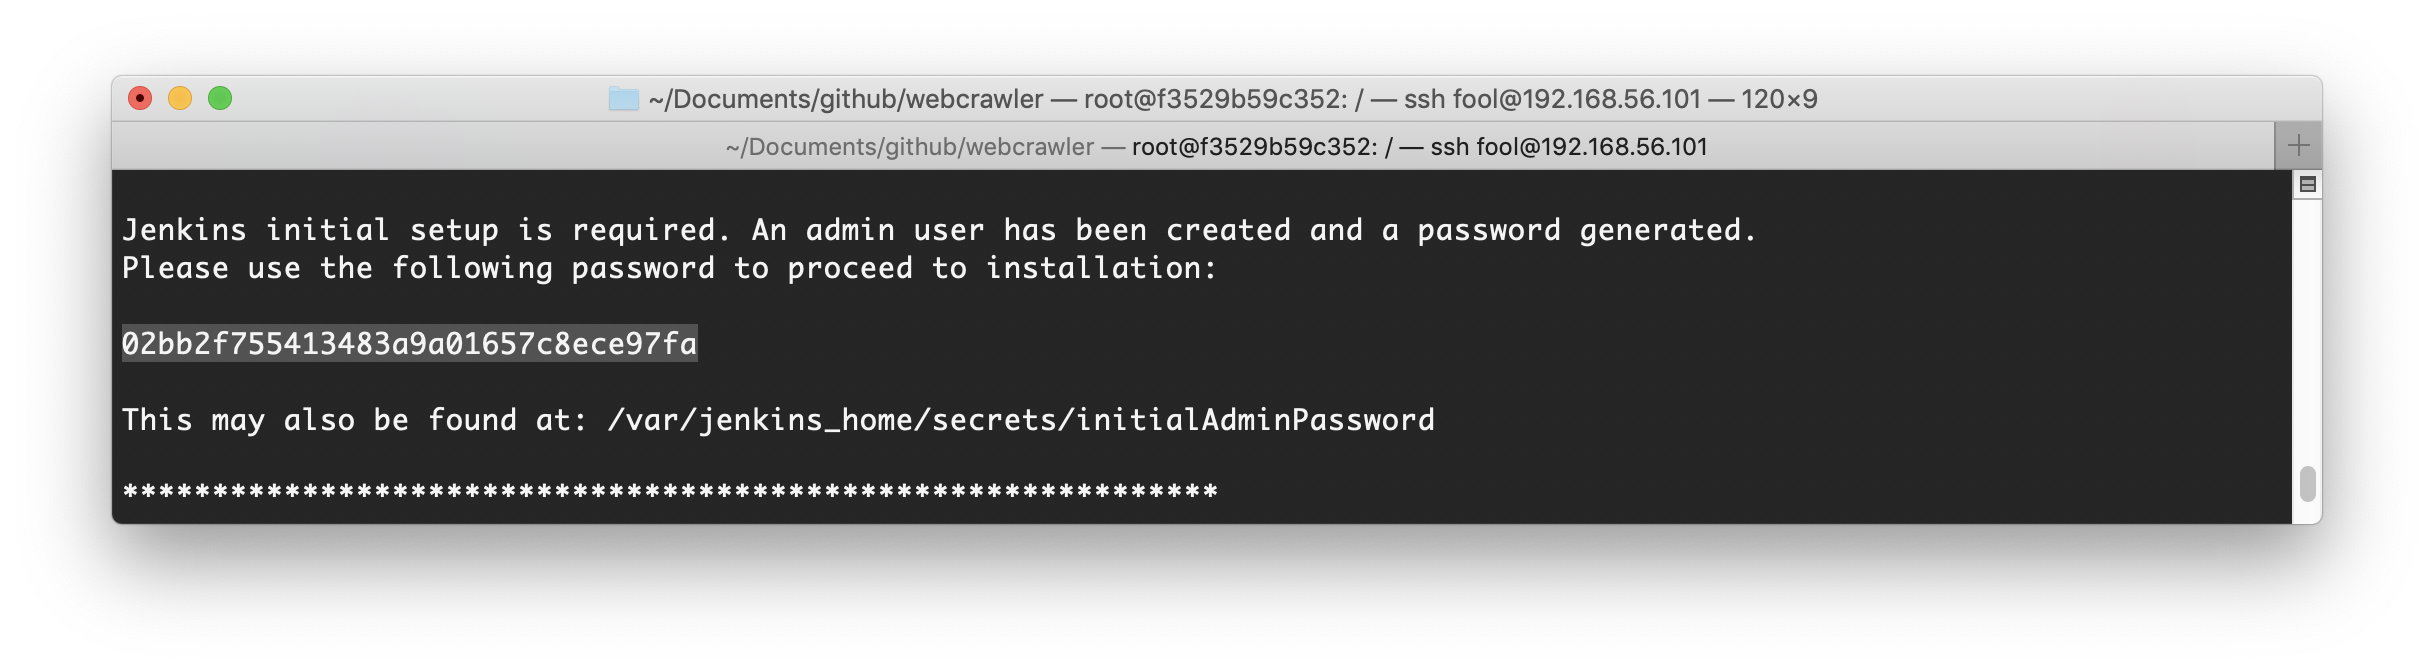 ~/Documents/github/webcrawler — root@f3529b59c352: / — ssh fool@192.168.56.101 — 120×9
~/Documents/github/webcrawler — root@f3529b59c352: / — ssh fool@192.168.56.101
Jenkins initial setup is required. An admin user has been created and a password generated.
Please use the following password to proceed to installation:
02bb2f755413483a9a01657c8ece97fa
This may also be found at: /var/jenkins_home/secrets/initialAdminPassword
*************************************************************